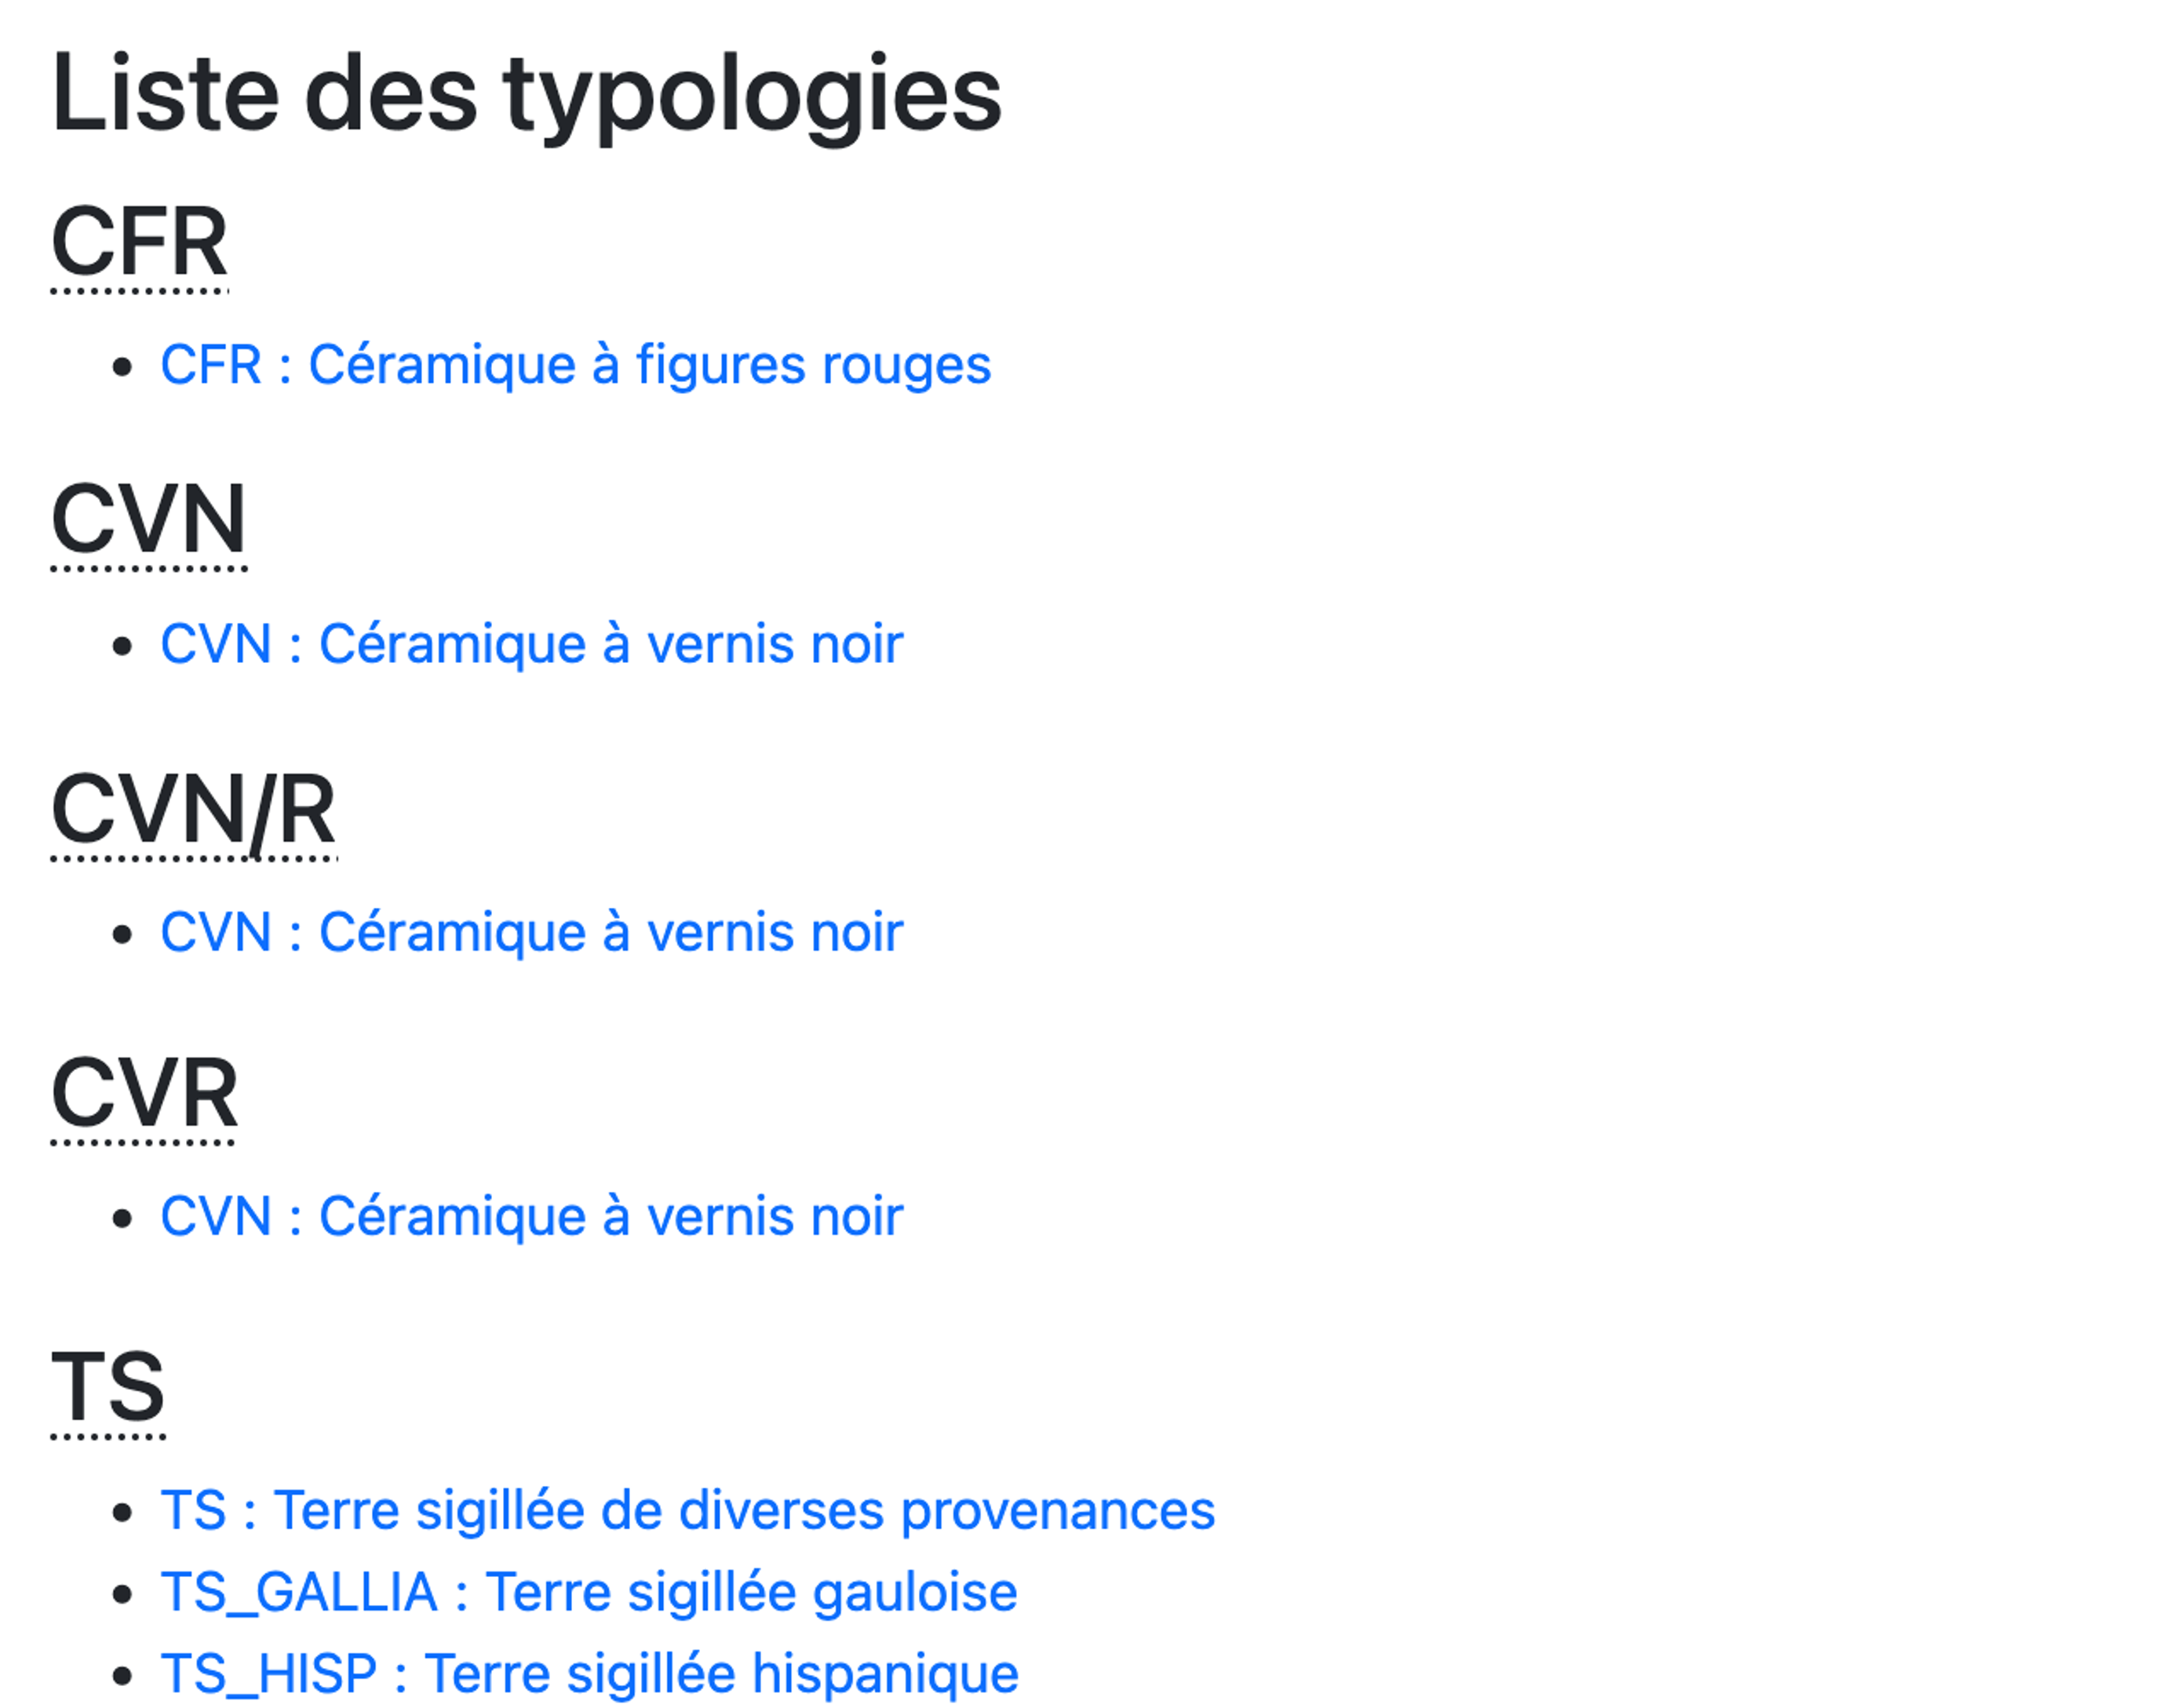 Liste des typologies
CFR
CFR : Céramique à figures rouges
CVN
CVN : Céramique à vernis noir
CVN/R
CVN : Céramique à vernis noir
CVR
CVN : Céramique à vernis noir
TS
TS : Terre sigillée de diverses provenances
TS_GALLIA : Terre sigillée gauloise
TS_HISP : Terre sigillée hispanique